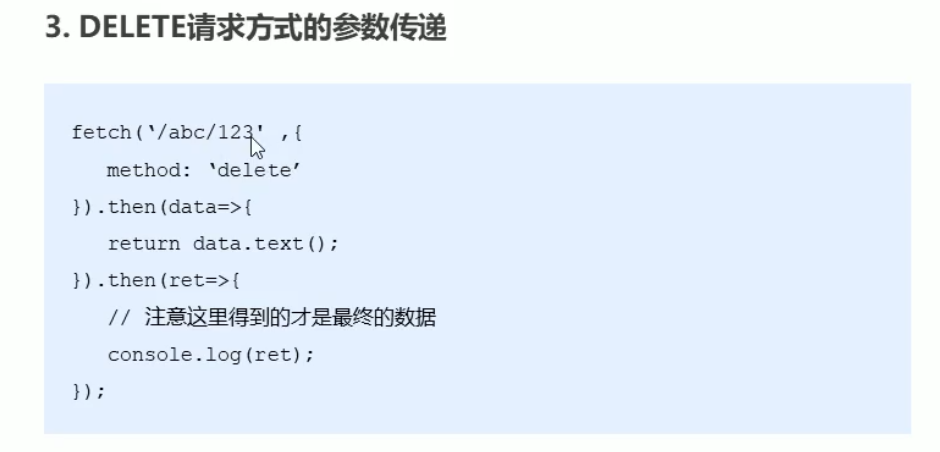 3. DELETE请求方式的参数传递
fetch(‘/abc/123' ,{
method: ‘delete’
}).then(data=>{
return data.text();
}).then(ret=>{
// 注意这里得到的才是最终的数据
console.log(ret);
});